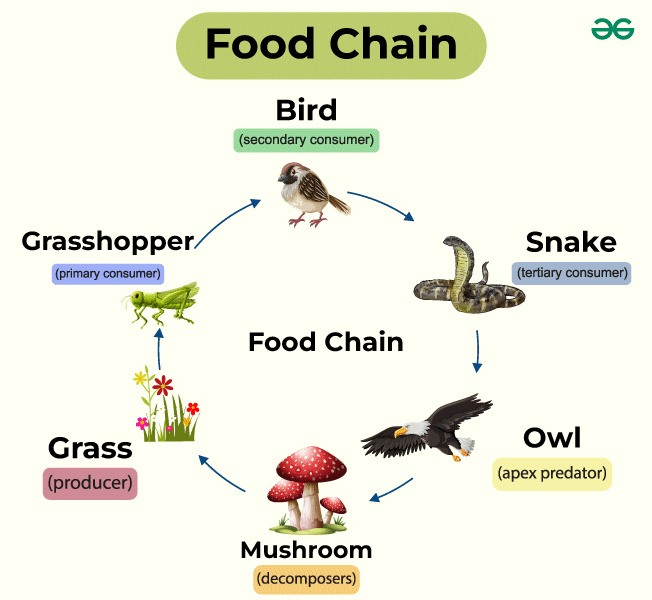 Food Chain
Bird
(secondary consumer)
Grasshopper
(primary consumer)
Snake
(tertiary consumer)
Food Chain
Grass
(producer)
Owl
(apex predator)
Mushroom
(decomposers)